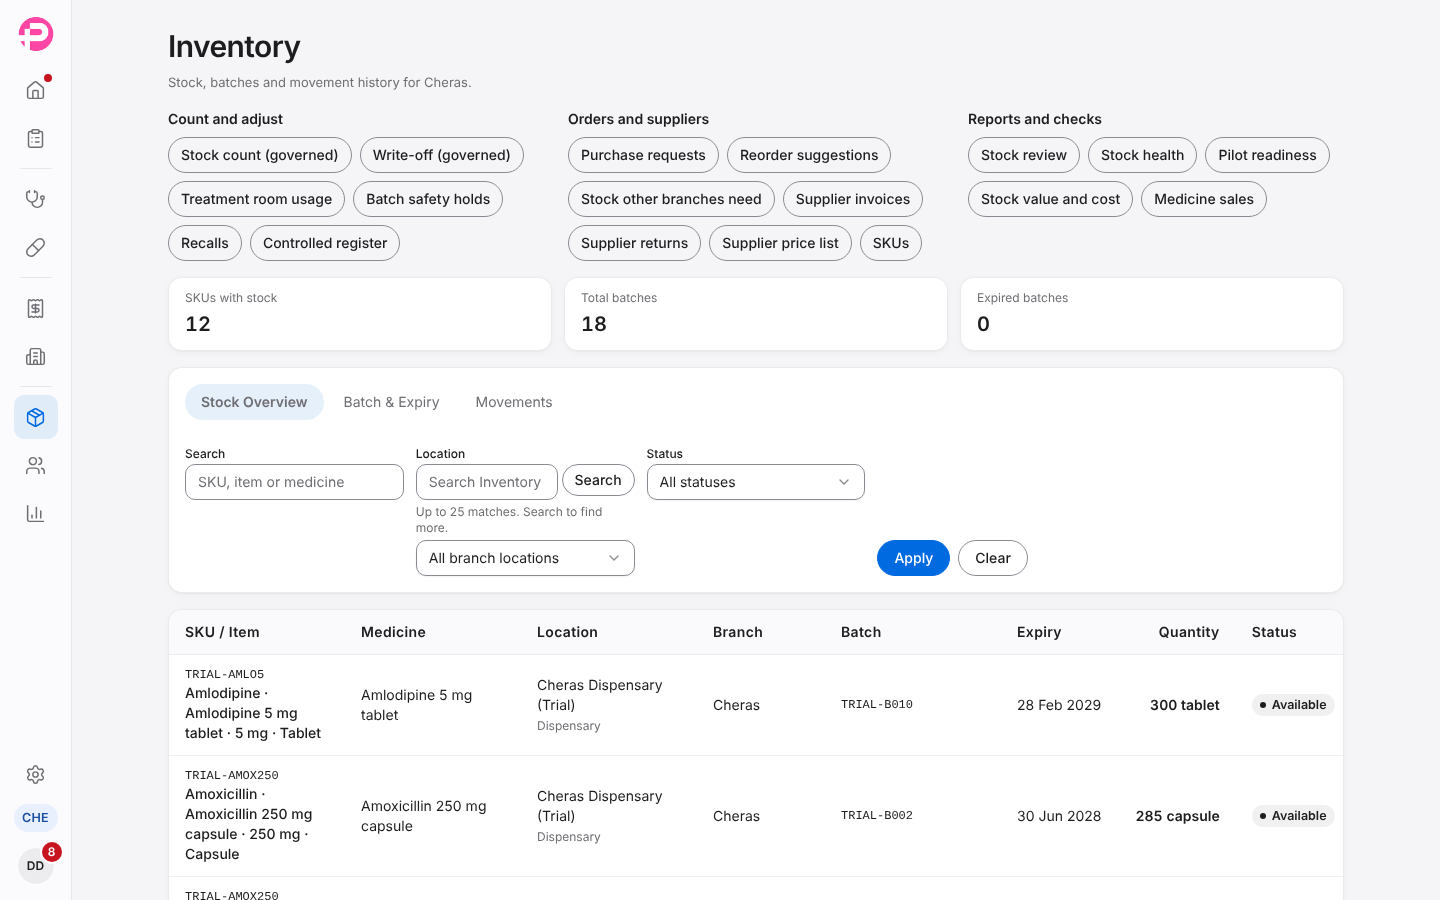 Inventory
Stock, batches and movement history for Cheras.
Count and adjust
Stock count (governed)
Write-off (governed)
Treatment room usage
Batch safety holds
Recalls
Controlled register
Orders and suppliers
Purchase requests
Reorder suggestions
Stock other branches need
Supplier invoices
Supplier returns
Supplier price list
SKUs
Reports and checks
Stock review
Stock health
Pilot readiness
Stock value and cost
Medicine sales
SKUs with stock
12
Total batches
18
Expired batches
0
Stock Overview
Batch & Expiry
Movements
Search
SKU, item or medicine
Location
Search Inventory
Search
Up to 25 matches. Search to find
more.
All branch locations
Status
All statuses
Apply
Clear
SKU / Item
Medicine
Location
Branch
Batch
Expiry
Quantity
Status
TRIAL-AMLO5
Amlodipine ·
Amlodipine 5 mg
tablet · 5 mg · Tablet
Amlodipine 5 mg
tablet
Cheras Dispensary
(Trial)
Dispensary
Cheras
TRIAL-B010
28 Feb 2029
300 tablet
Available
TRIAL-AMOX250
Amoxicillin ·
Amoxicillin 250 mg
capsule · 250 mg ·
Capsule
Amoxicillin 250 mg
capsule
Cheras Dispensary
(Trial)
Dispensary
Cheras
TRIAL-B002
30 Jun 2028
285 capsule
Available
TRIAL-AMOX250
CHE
DD
8